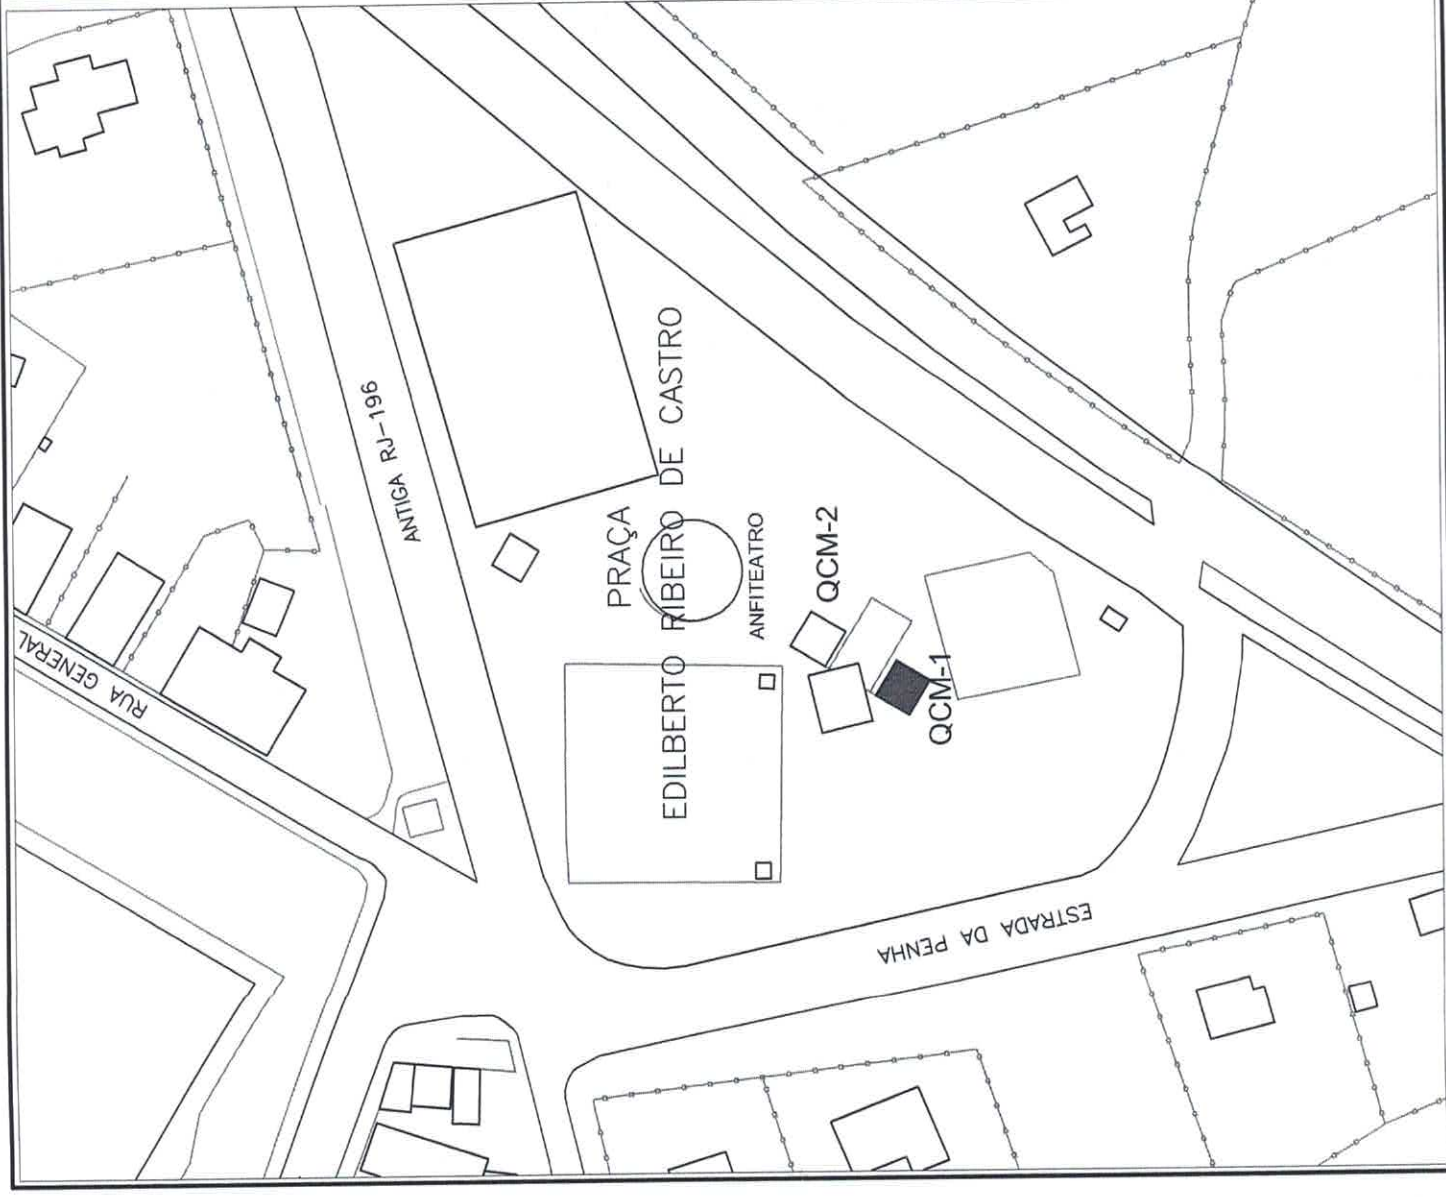 RUA GENERAL
ANTIGA RJ-196
PRAÇA
EDILBERTO RIBEIRO DE CASTRO
ANFITEATRO
QCM-2
QCM-1
ESTRADA DA PENHA